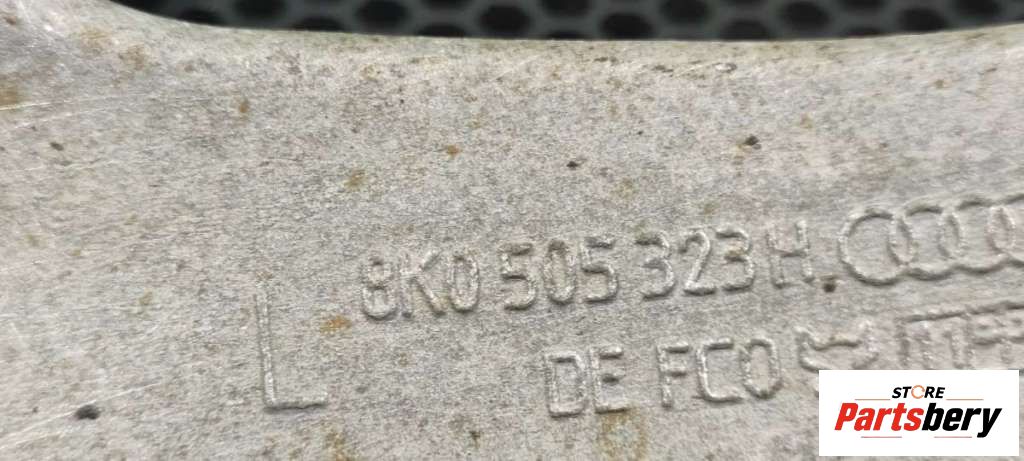 8K0 505 323 H
L
DE FCO
STORE
Partsbery